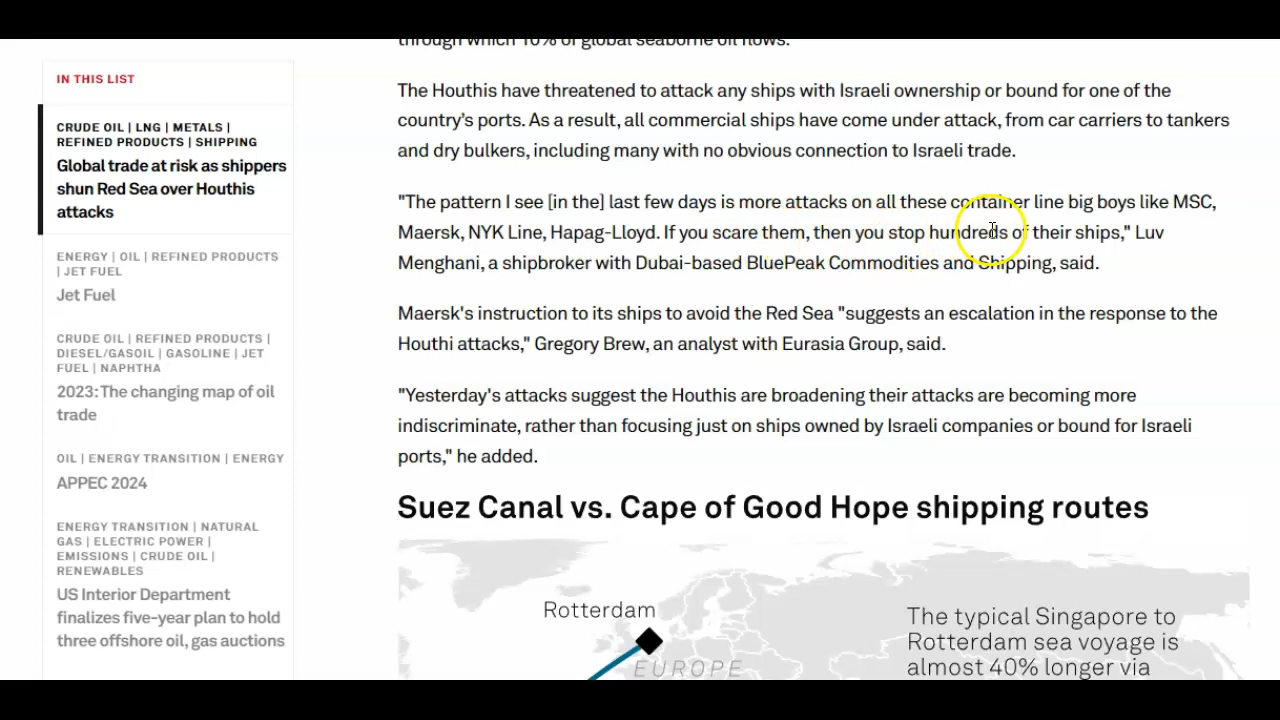 through which 10% of global seaborne oil flows.
IN THIS LIST
CRUDE OIL | LNG | METALS |
REFINED PRODUCTS | SHIPPING
Global trade at risk as shippers
shun Red Sea over Houthis
attacks
ENERGY | OIL | REFINED PRODUCTS
| JET FUEL
Jet Fuel
CRUDE OIL | REFINED PRODUCTS |
DIESEL/GASOIL | GASOLINE | JET
FUEL | NAPHTHA
2023: The changing map of oil
trade
OIL | ENERGY TRANSITION | ENERGY
APPEC 2024
ENERGY TRANSITION | NATURAL
GAS | ELECTRIC POWER |
EMISSIONS | CRUDE OIL |
RENEWABLES
US Interior Department
finalizes five-year plan to hold
three offshore oil, gas auctions
The Houthis have threatened to attack any ships with Israeli ownership or bound for one of the
country's ports. As a result, all commercial ships have come under attack, from car carriers to tankers
and dry bulkers, including many with no obvious connection to Israeli trade.
"The pattern I see [in the] last few days is more attacks on all these container line big boys like MSC,
Maersk, NYK Line, Hapag-Lloyd. If you scare them, then you stop hundreds of their ships," Luv
Menghani, a shipbroker with Dubai-based BluePeak Commodities and Shipping, said.
Maersk's instruction to its ships to avoid the Red Sea "suggests an escalation in the response to the
Houthi attacks," Gregory Brew, an analyst with Eurasia Group, said.
"Yesterday's attacks suggest the Houthis are broadening their attacks are becoming more
indiscriminate, rather than focusing just on ships owned by Israeli companies or bound for Israeli
ports," he added.
Suez Canal vs. Cape of Good Hope shipping routes
Rotterdam
EUROPE
The typical Singapore to
Rotterdam sea voyage is
almost 40% longer via